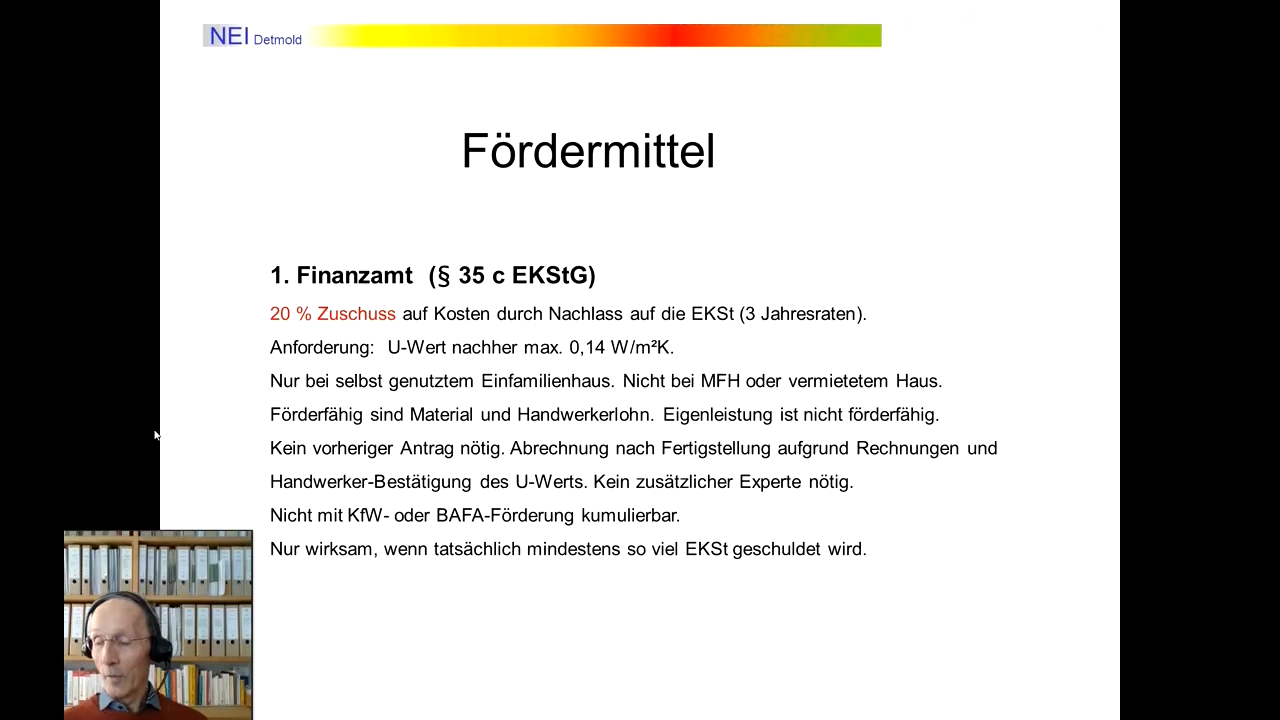 NEI Detmold
Fördermittel
1. Finanzamt (§ 35 c EKStG)
20 % Zuschuss auf Kosten durch Nachlass auf die EKSt (3 Jahresraten).
Anforderung: U-Wert nachher max. 0,14 W/m²K.
Nur bei selbst genutztem Einfamilienhaus. Nicht bei MFH oder vermietetem Haus.
Förderfähig sind Material und Handwerkerlohn. Eigenleistung ist nicht förderfähig.
Kein vorheriger Antrag nötig. Abrechnung nach Fertigstellung aufgrund Rechnungen und
Handwerker-Bestätigung des U-Werts. Kein zusätzlicher Experte nötig.
Nicht mit KfW- oder BAFA-Förderung kumulierbar.
Nur wirksam, wenn tatsächlich mindestens so viel EKSt geschuldet wird.